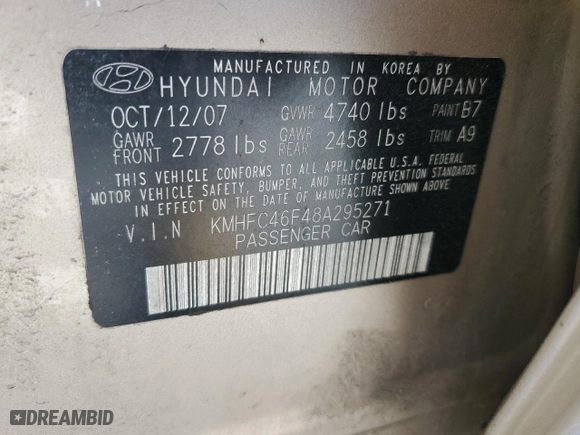 MANUFACTURED IN KOREA BY
HYUNDAI MOTOR COMPANY
OCT/12/07 GVWR 4740 lbs PAINT B7
GAWR FRONT 2778 lbs GAWR REAR 2458 lbs TRIM A9
THIS VEHICLE CONFORMS TO ALL APPLICABLE U.S.A. FEDERAL
MOTOR VEHICLE SAFETY, BUMPER, AND THEFT PREVENTION STANDARDS
IN EFFECT ON THE DATE OF MANUFACTURE SHOWN ABOVE
V.I.N KMHFC46F48A295271
PASSENGER CAR
DREAMBID